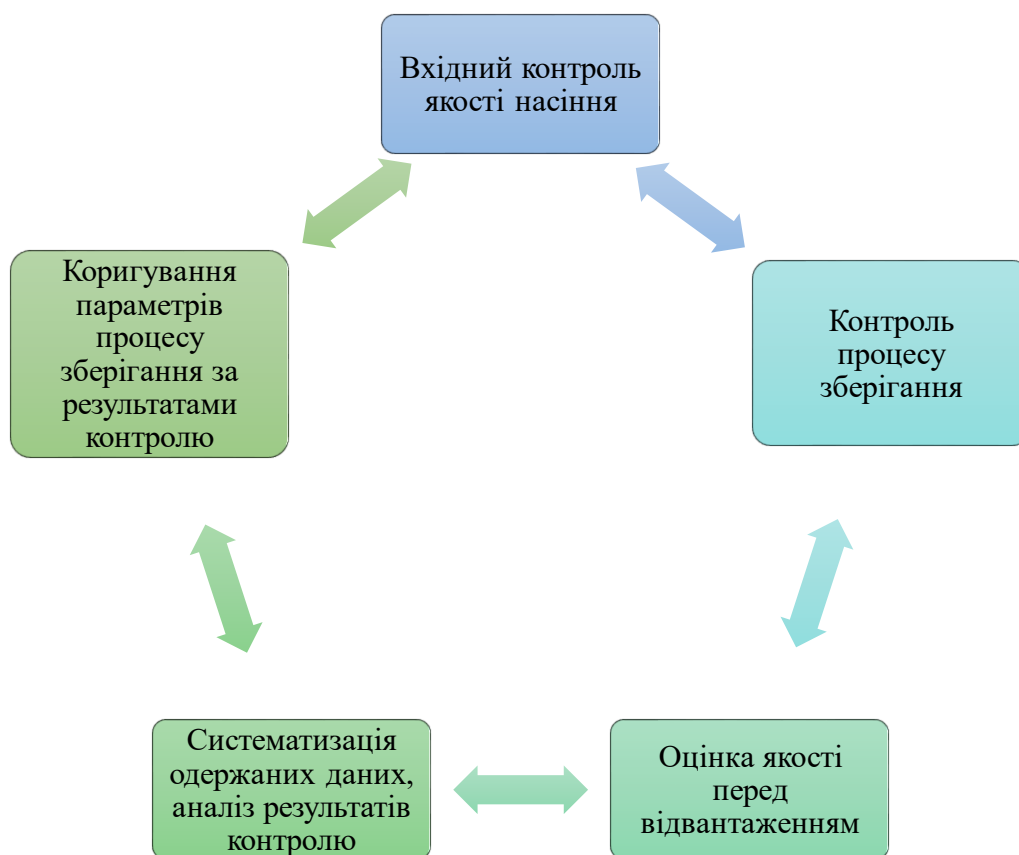 Вхідний контроль
якості насіння
Коригування
параметрів
процесу
зберігання за
результатами
контролю
Контроль
процесу
зберігання
Систематизація
одержаних даних,
аналіз результатів
контролю
Оцінка якості
перед
відвантаженням